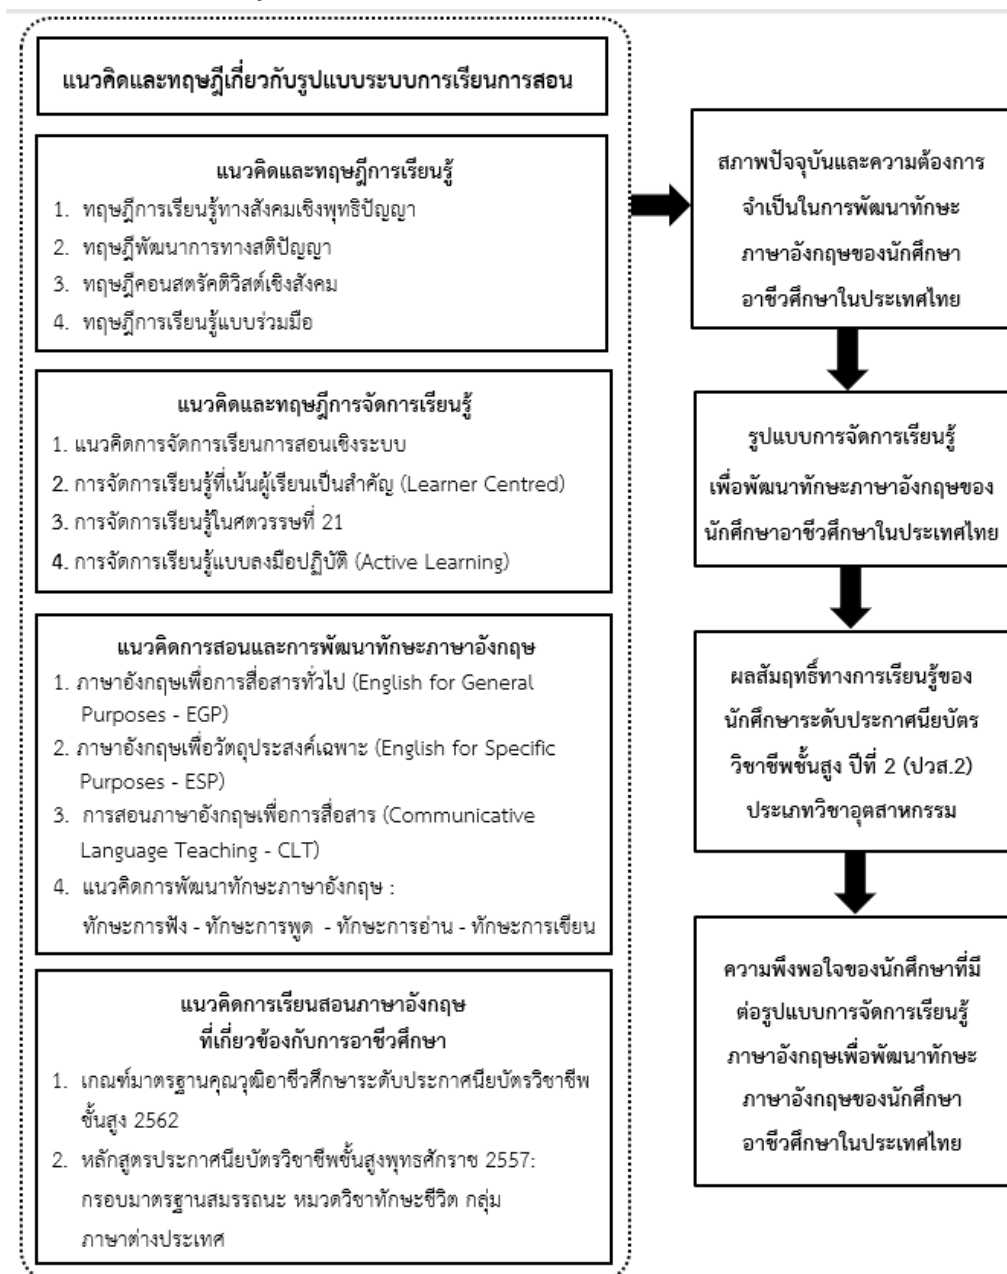 แนวคิดและทฤษฎีเกี่ยวกับรูปแบบระบบการเรียนการสอน
แนวคิดและทฤษฎีการเรียนรู้
1. ทฤษฎีการเรียนรู้ทางสังคมเชิงพุทธิปัญญา
2. ทฤษฎีพัฒนาการทางสติปัญญา
3. ทฤษฎีคอนสตรัคติวิสต์เชิงสังคม
4. ทฤษฎีการเรียนรู้แบบร่วมมือ
แนวคิดและทฤษฎีการจัดการเรียนรู้
1. แนวคิดการจัดการเรียนการสอนเชิงระบบ
2. การจัดการเรียนรู้ที่เน้นผู้เรียนเป็นสำคัญ (Learner Centred)
3. การจัดการเรียนรู้ในศตวรรษที่ 21
4. การจัดการเรียนรู้แบบลงมือปฏิบัติ (Active Learning)
แนวคิดการสอนและการพัฒนาทักษะภาษาอังกฤษ
1. ภาษาอังกฤษเพื่อการสื่อสารทั่วไป (English for General
Purposes - EGP)
2. ภาษาอังกฤษเพื่อวัตถุประสงค์เฉพาะ (English for Specific
Purposes - ESP)
3. การสอนภาษาอังกฤษเพื่อการสื่อสาร (Communicative
Language Teaching - CLT)
4. แนวคิดการพัฒนาทักษะภาษาอังกฤษ :
ทักษะการฟัง - ทักษะการพูด - ทักษะการอ่าน - ทักษะการเขียน
แนวคิดการเรียนสอนภาษาอังกฤษ
ที่เกี่ยวข้องกับการอาชีวศึกษา
1. เกณฑ์มาตรฐานคุณวุฒิอาชีวศึกษาระดับประกาศนียบัตรวิชาชีพ
ชั้นสูง 2562
2. หลักสูตรประกาศนียบัตรวิชาชีพชั้นสูงพุทธศักราช 2557:
กรอบมาตรฐานสมรรถนะ หมวดวิชาทักษะชีวิต กลุ่ม
ภาษาต่างประเทศ
สภาพปัจจุบันและความต้องการ
จำเป็นในการพัฒนาทักษะ
ภาษาอังกฤษของนักศึกษา
อาชีวศึกษาในประเทศไทย
รูปแบบการจัดการเรียนรู้
เพื่อพัฒนาทักษะภาษาอังกฤษของ
นักศึกษาอาชีวศึกษาในประเทศไทย
ผลสัมฤทธิ์ทางการเรียนรู้ของ
นักศึกษาระดับประกาศนียบัตร
วิชาชีพชั้นสูง ปีที่ 2 (ปวส.2)
ประเภทวิชาอุตสาหกรรม
ความพึงพอใจของนักศึกษาที่มี
ต่อรูปแบบการจัดการเรียนรู้
ภาษาอังกฤษเพื่อพัฒนาทักษะ
ภาษาอังกฤษของนักศึกษา
อาชีวศึกษาในประเทศไทย